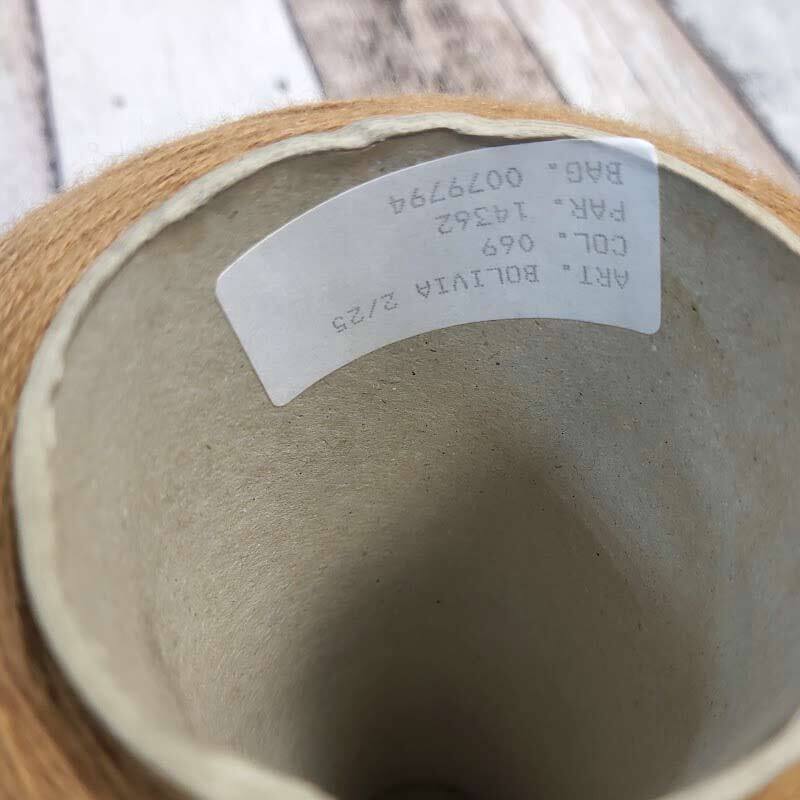 ART. BOLIVIA 2/25
COL. 069
PAR. 14362
BAG. 0079794